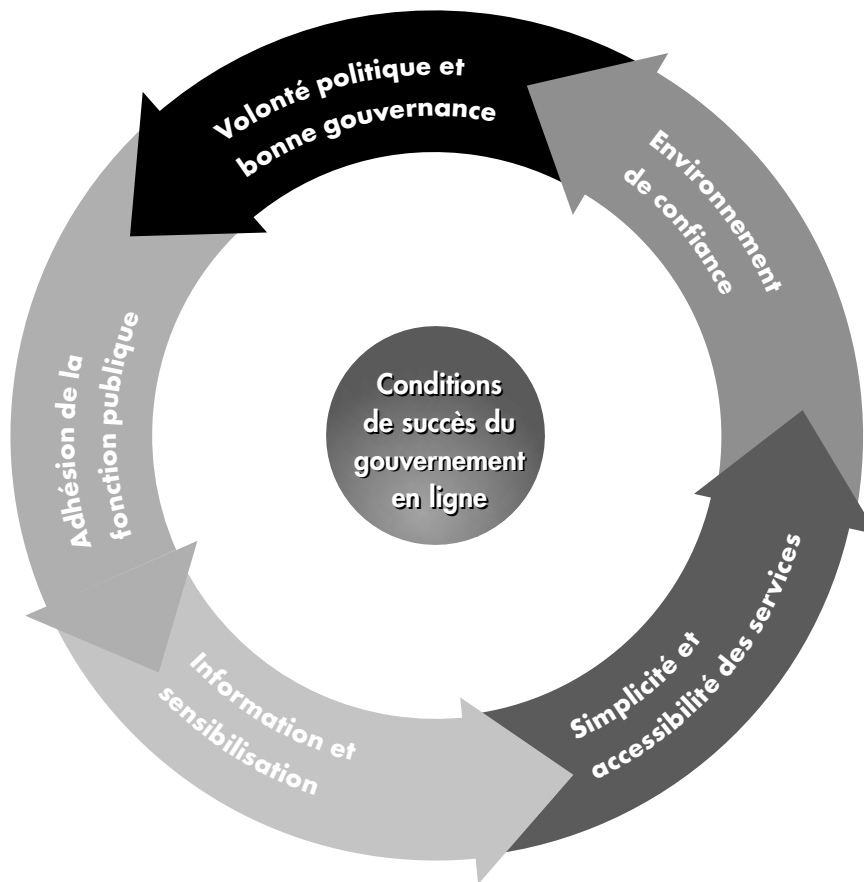 Volonté politique et
bonne gouvernance
Environnement
de confiance
Adhésion de la
fonction publique
Conditions
de succès du
gouvernement
en ligne
Information et
sensibilisation
Simplicité et
accessibilité des services